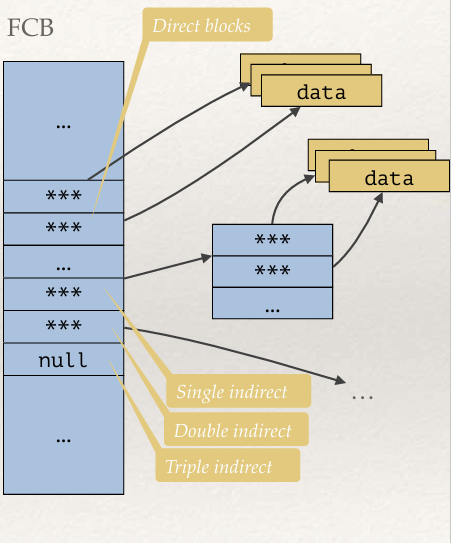 FCB
Direct blocks
...
***
***
...
***
***
null
...
data
data
***
***
...
...
Single indirect
Double indirect
Triple indirect